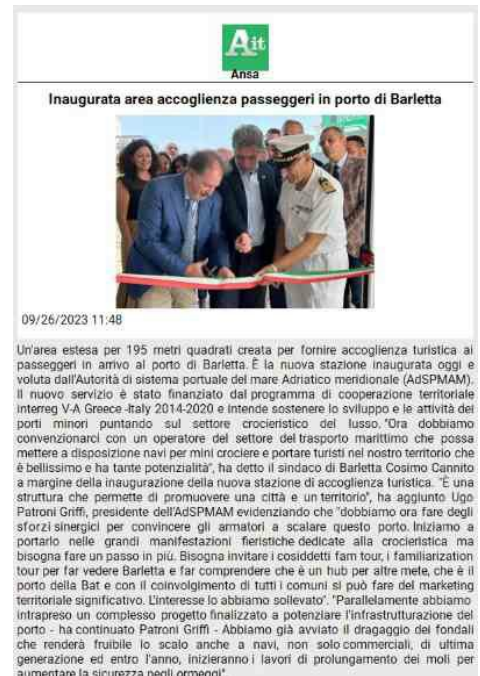 Ait
Ansa
Inaugurata area accoglienza passeggeri in porto di Barletta
09/26/2023 11:48
Un'area estesa per 195 metri quadrati creata per fornire accoglienza turistica ai
passeggeri in arrivo al porto di Barletta. È la nuova stazione inaugurata oggi e
voluta dall'Autorità di sistema portuale del mare Adriatico meridionale (AdSPMAM).
Il nuovo servizio è stato finanziato dal programma di cooperazione territoriale
interreg V-A Greece -Italy 2014-2020 e intende sostenere lo sviluppo e le attività dei
porti minori puntando sul settore crocieristico del lusso. "Ora dobbiamo
convenzionarci con un operatore del settore del trasporto marittimo che possa
mettere a disposizione navi per mini crociere e portare turisti nel nostro territorio che
è bellissimo e ha tante potenzialità", ha detto il sindaco di Barletta Cosimo Cannito
a margine della inaugurazione della nuova stazione di accoglienza turistica. "È una
struttura che permette di promuovere una città e un territorio", ha aggiunto Ugo
Patroni Griffi, presidente dell'AdSPMAM evidenziando che "dobbiamo ora fare degli
sforzi sinergici per convincere gli armatori a scalare questo porto. Iniziamo a
portarlo nelle grandi manifestazioni fieristiche dedicate alla crocieristica ma
bisogna fare un passo in più. Bisogna invitare i cosiddetti fam tour, i familiarization
tour per far vedere Barletta e far comprendere che è un hub per altre mete, che è il
porto della Bat e con il coinvolgimento di tutti i comuni si può fare del marketing
territoriale significativo. L'interesse lo abbiamo sollevato". "Parallelamente abbiamo
intrapreso un complesso progetto finalizzato a potenziare l'infrastrutturazione del
porto - ha continuato Patroni Griffi - Abbiamo già avviato il dragaggio dei fondali
che renderà fruibile lo scalo anche a navi, non solo commerciali, di ultima
generazione ed entro l'anno, inizieranno i lavori di prolungamento dei moli per
aumentare la sicurezza negli ormeggi".